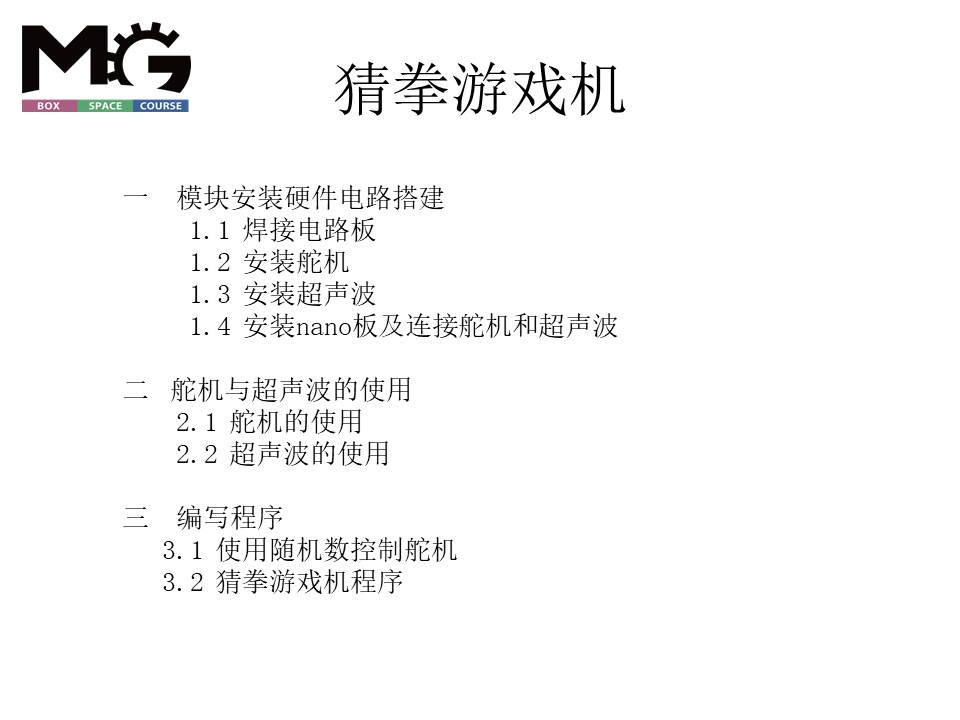 MG
BOX SPACE COURSE
猜拳游戏机
一 模块安装硬件电路搭建
1.1 焊接电路板
1.2 安装舵机
1.3 安装超声波
1.4 安装nano板及连接舵机和超声波
二 舵机与超声波的使用
2.1 舵机的使用
2.2 超声波的使用
三 编写程序
3.1 使用随机数控制舵机
3.2 猜拳游戏机程序